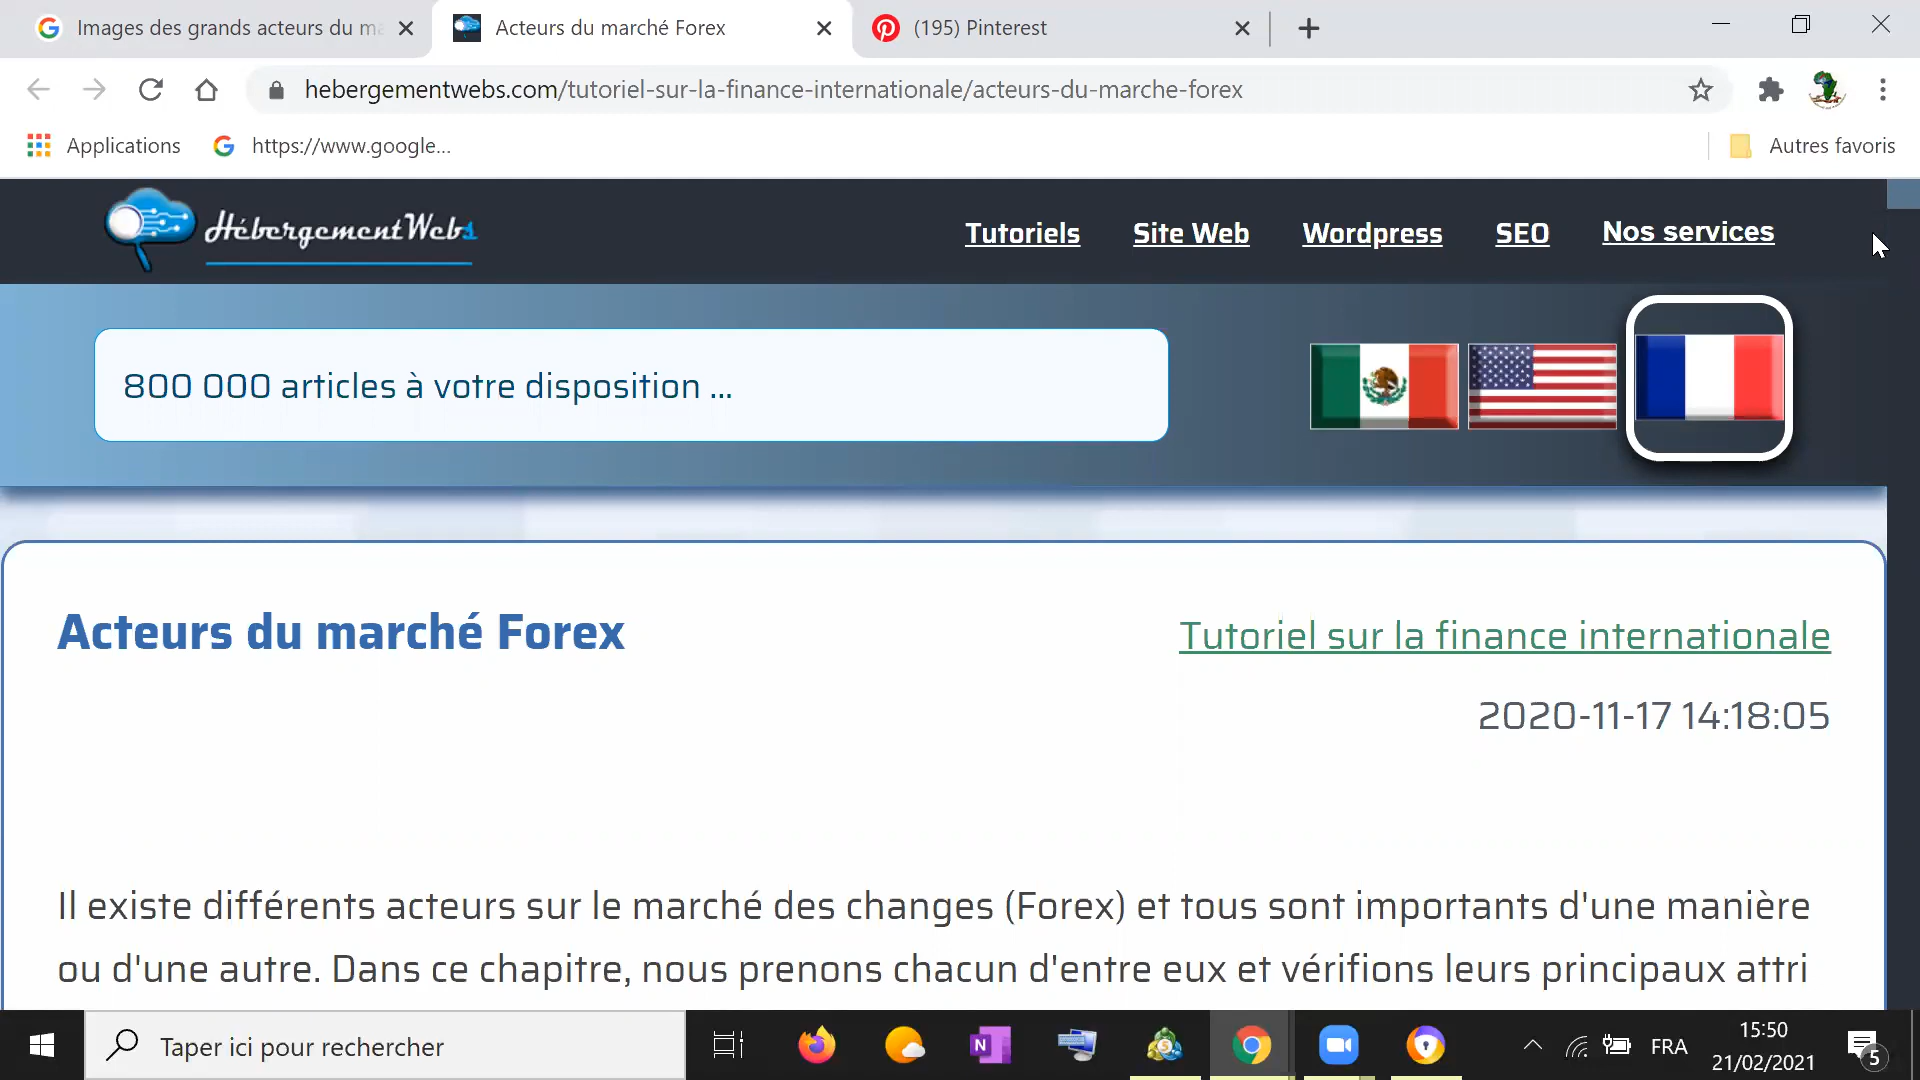 Images des grands acteurs du ma
Acteurs du marché Forex
(195) Pinterest
hebergementwebs.com/tutoriel-sur-la-finance-internationale/acteurs-du-marche-forex
Applications
https://www.google...
Autres favoris
HébergementWebs
Tutoriels
Site Web
Wordpress
SEO
Nos services
800 000 articles à votre disposition ...
Acteurs du marché Forex
Tutoriel sur la finance internationale
2020-11-17 14:18:05
Il existe différents acteurs sur le marché des changes (Forex) et tous sont importants d'une manière
ou d'une autre. Dans ce chapitre, nous prenons chacun d'entre eux et vérifions leurs principaux attri
Taper ici pour rechercher
N
S
FRA
15:50
21/02/2021
5